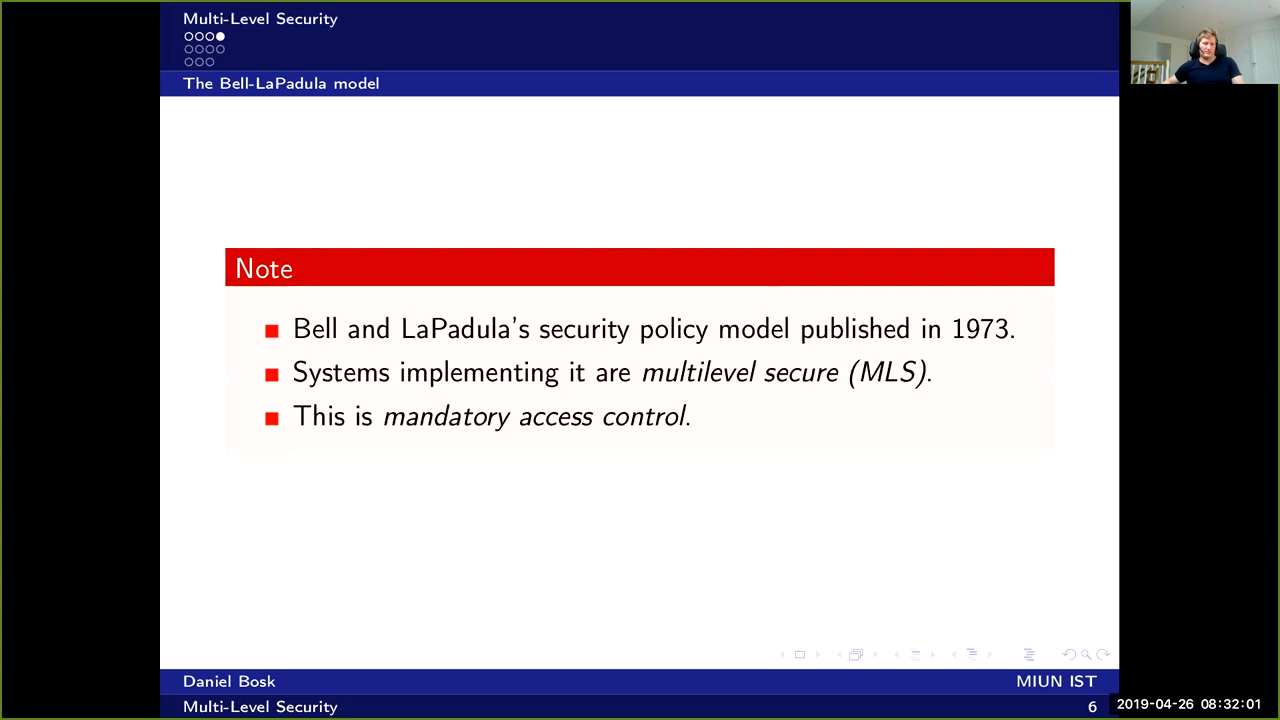 Multi-Level Security
The Bell-LaPadula model
Note
Bell and LaPadula's security policy model published in 1973.
Systems implementing it are multilevel secure (MLS).
This is mandatory access control.
Daniel Bosk
MIUN IST
Multi-Level Security
6
2019-04-26 08:32:01